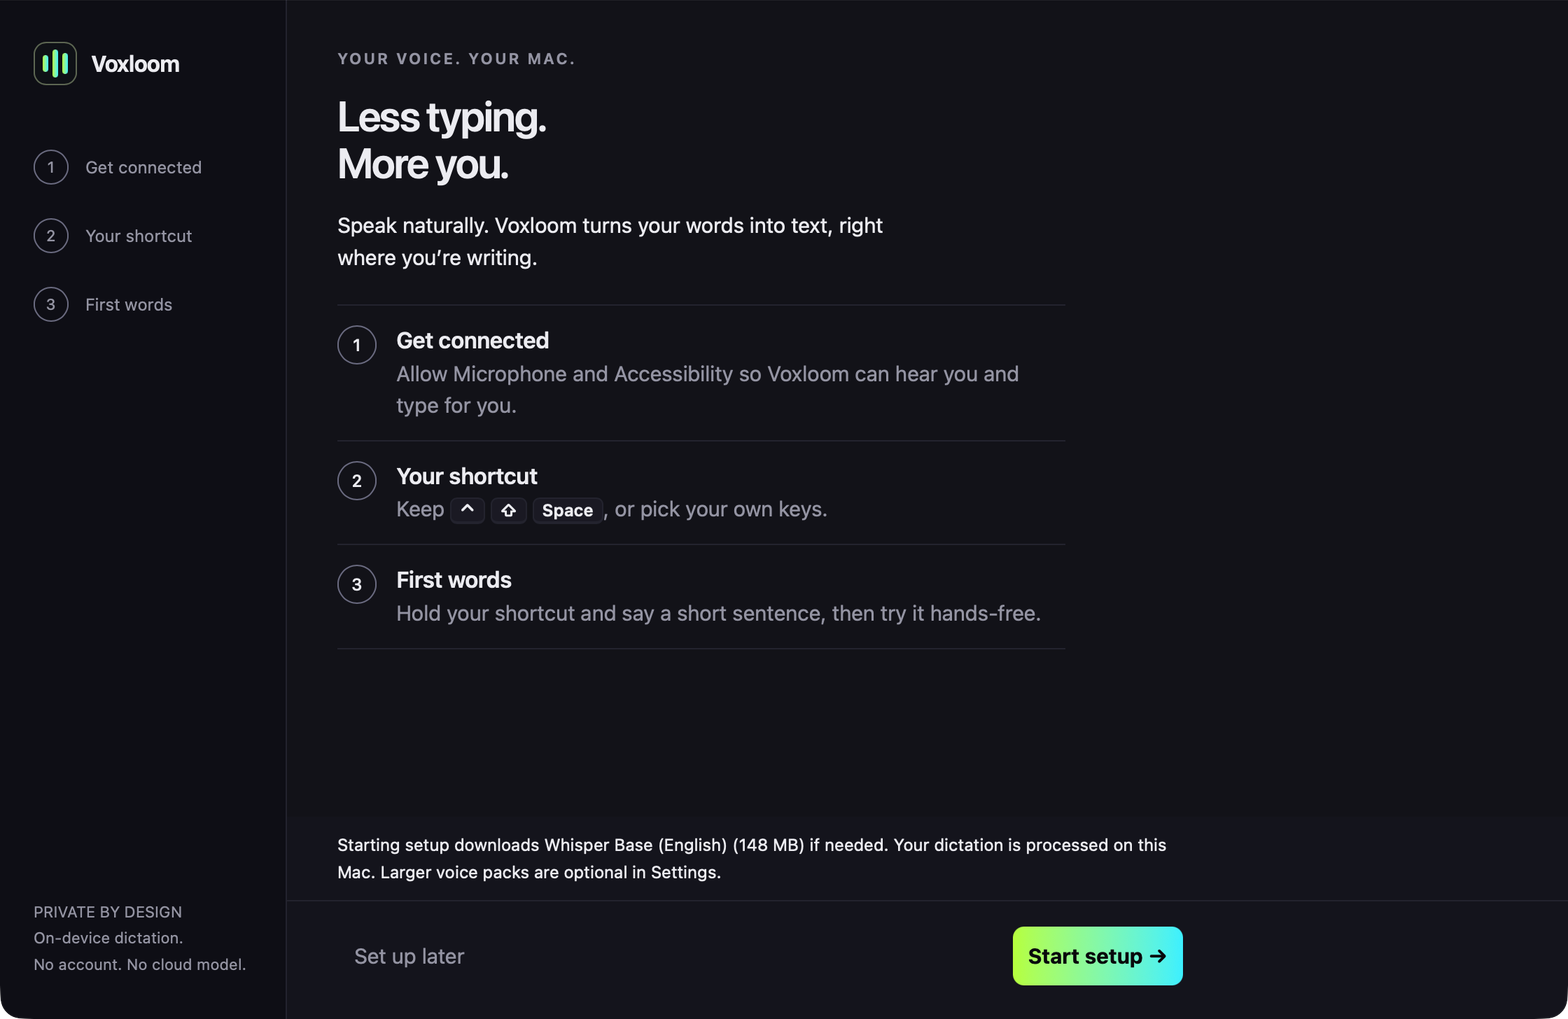 Voxloom
1 Get connected
2 Your shortcut
3 First words
PRIVATE BY DESIGN
On-device dictation.
No account. No cloud model.
YOUR VOICE. YOUR MAC.
Less typing.
More you.
Speak naturally. Voxloom turns your words into text, right
where you’re writing.
1 Get connected
Allow Microphone and Accessibility so Voxloom can hear you and
type for you.
2 Your shortcut
Keep ⌃ ⇧ Space, or pick your own keys.
3 First words
Hold your shortcut and say a short sentence, then try it hands-free.
Starting setup downloads Whisper Base (English) (148 MB) if needed. Your dictation is processed on this
Mac. Larger voice packs are optional in Settings.
Set up later
Start setup →